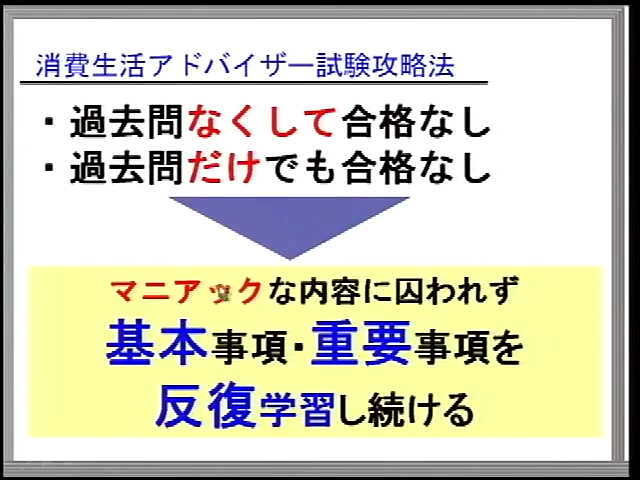 消費生活アドバイザー試験攻略法
・過去問なくして合格なし
・過去問だけでも合格なし
マニアックな内容に囚われず
基本事項・重要事項を
反復学習し続ける